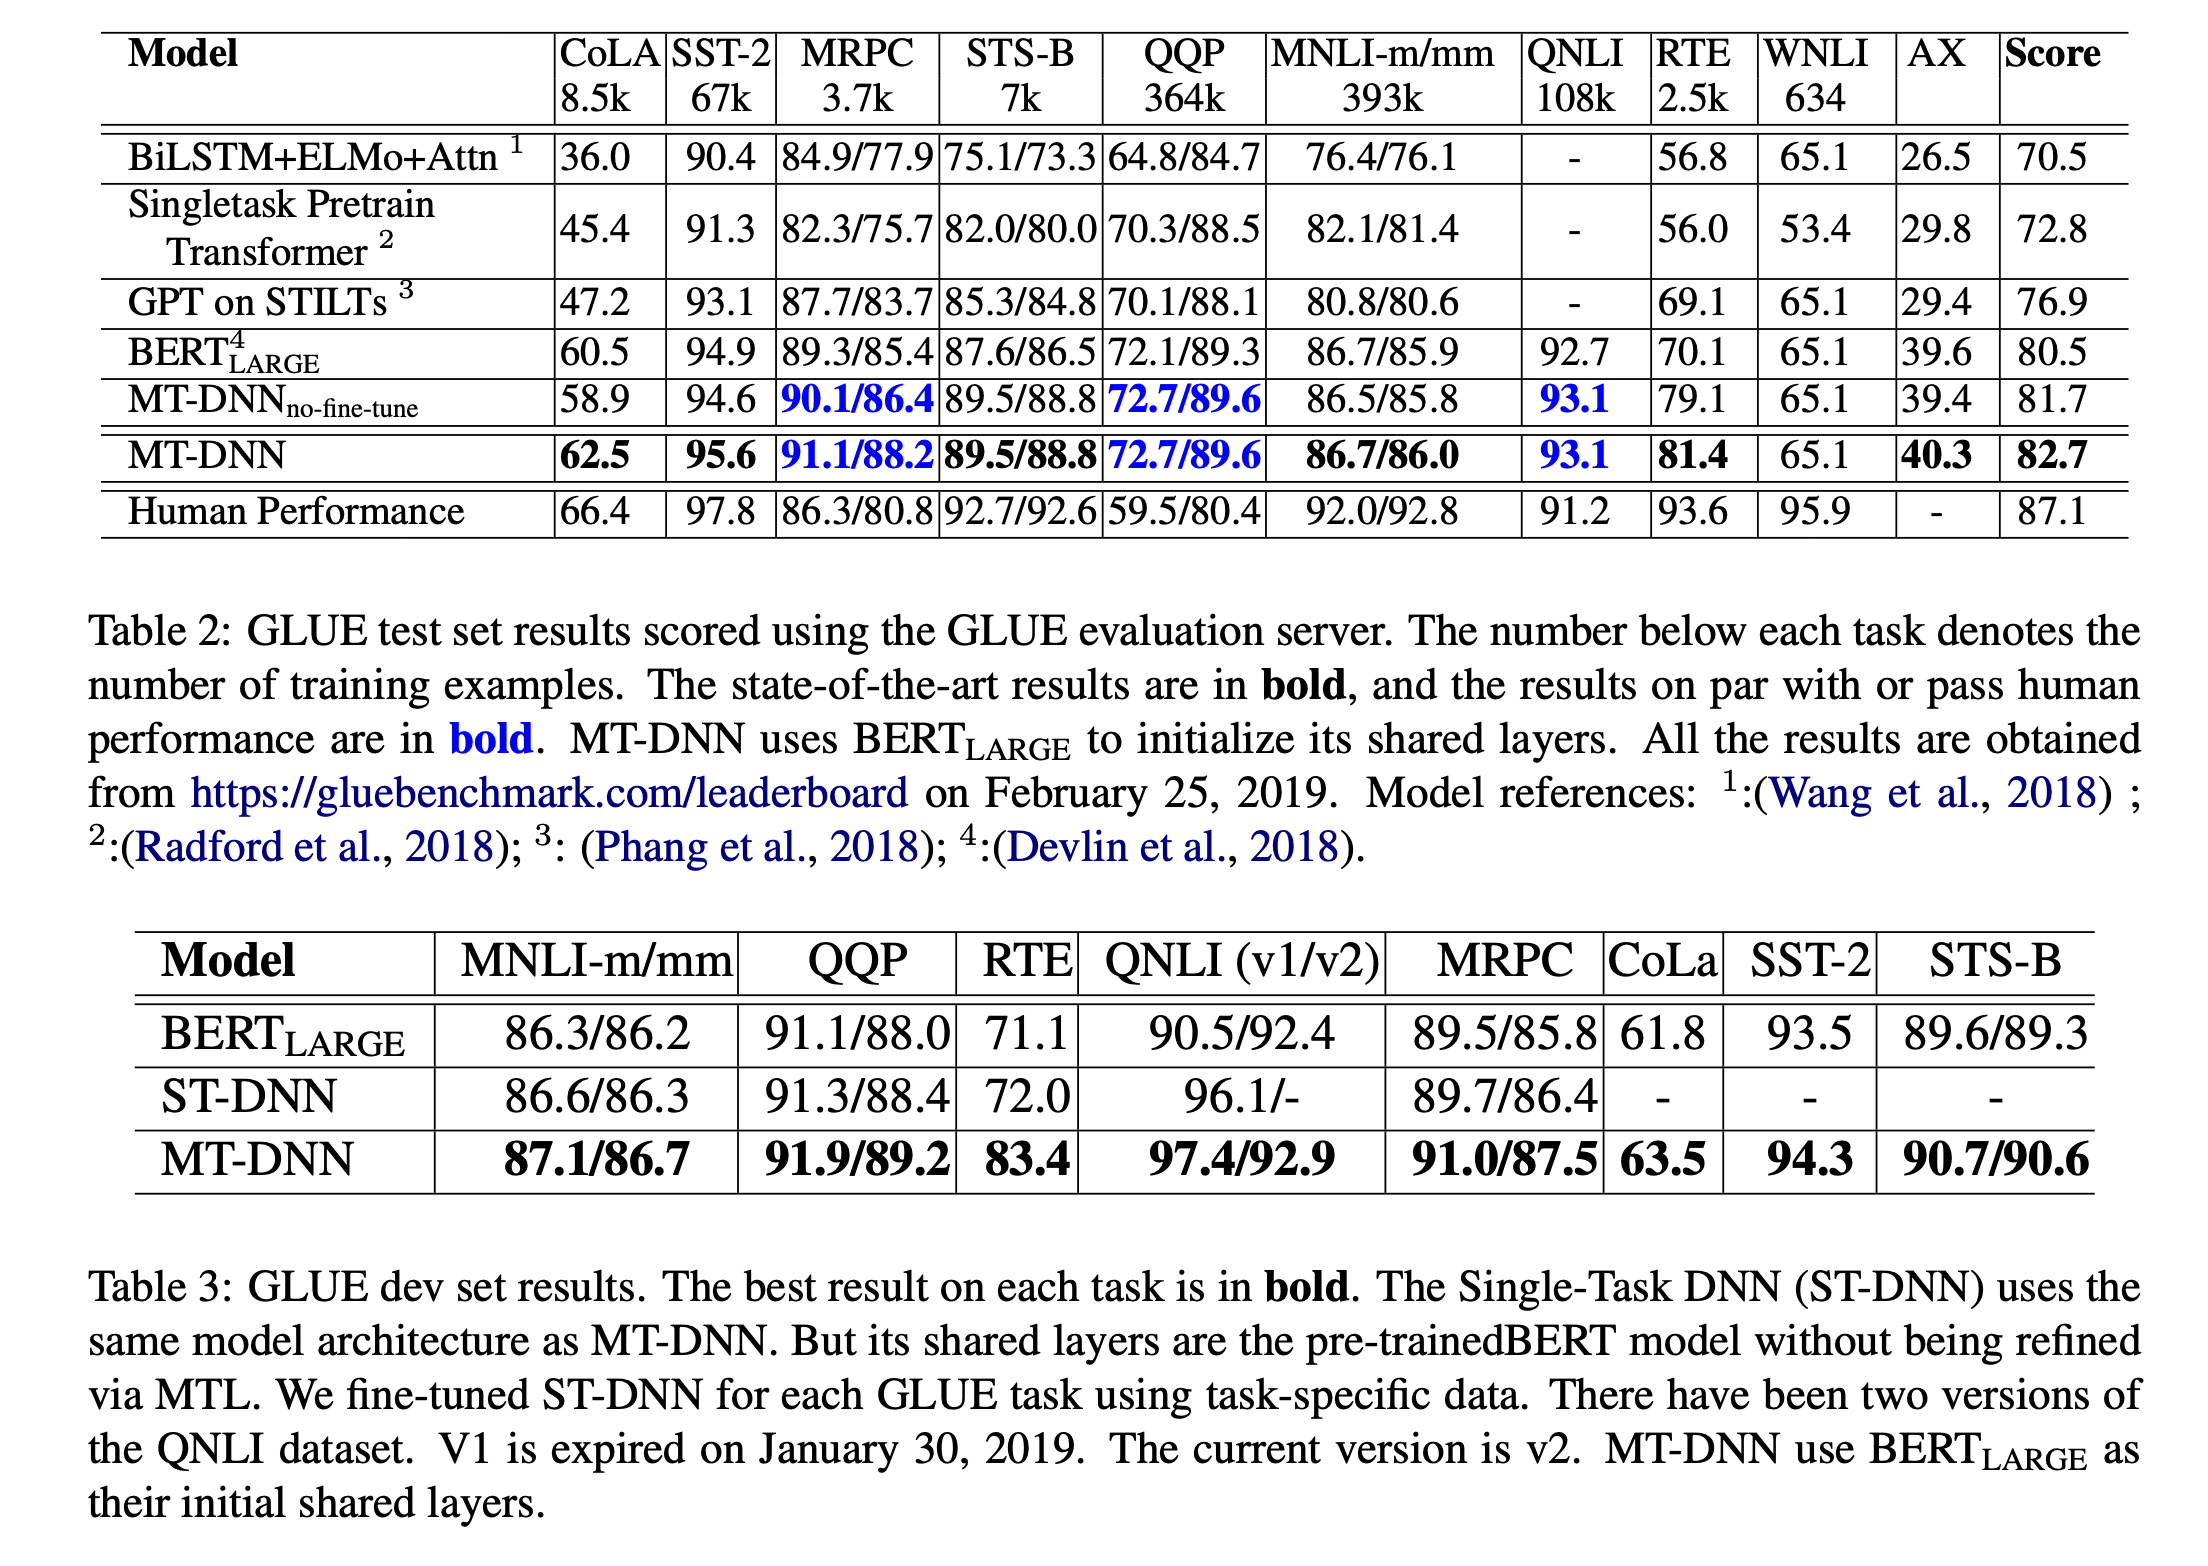 Model CoLA SST-2 MRPC STS-B QQP MNLI-m/mm QNLI RTE WNLI AX Score
8.5k 67k 3.7k 7k 364k 393k 108k 2.5k 634
BiLSTM+ELMo+Attn 1 36.0 90.4 84.9/77.9 75.1/73.3 64.8/84.7 76.4/76.1 - 56.8 65.1 26.5 70.5
Singletask Pretrain
Transformer 2 45.4 91.3 82.3/75.7 82.0/80.0 70.3/88.5 82.1/81.4 - 56.0 53.4 29.8 72.8
GPT on STILTs 3 47.2 93.1 87.7/83.7 85.3/84.8 70.1/88.1 80.8/80.6 - 69.1 65.1 29.4 76.9
BERT4LARGE 60.5 94.9 89.3/85.4 87.6/86.5 72.1/89.3 86.7/85.9 92.7 70.1 65.1 39.6 80.5
MT-DNNno-fine-tune 58.9 94.6 90.1/86.4 89.5/88.8 72.7/89.6 86.5/85.8 93.1 79.1 65.1 39.4 81.7
MT-DNN 62.5 95.6 91.1/88.2 89.5/88.8 72.7/89.6 86.7/86.0 93.1 81.4 65.1 40.3 82.7
Human Performance 66.4 97.8 86.3/80.8 92.7/92.6 59.5/80.4 92.0/92.8 91.2 93.6 95.9 - 87.1
Table 2: GLUE test set results scored using the GLUE evaluation server. The number below each task denotes the
number of training examples. The state-of-the-art results are in bold, and the results on par with or pass human
performance are in bold. MT-DNN uses BERTLARGE to initialize its shared layers. All the results are obtained
from https://gluebenchmark.com/leaderboard on February 25, 2019. Model references: 1:(Wang et al., 2018) ;
2:(Radford et al., 2018); 3: (Phang et al., 2018); 4:(Devlin et al., 2018).
Model MNLI-m/mm QQP RTE QNLI (v1/v2) MRPC CoLa SST-2 STS-B
BERTLARGE 86.3/86.2 91.1/88.0 71.1 90.5/92.4 89.5/85.8 61.8 93.5 89.6/89.3
ST-DNN 86.6/86.3 91.3/88.4 72.0 96.1/- 89.7/86.4 - - -
MT-DNN 87.1/86.7 91.9/89.2 83.4 97.4/92.9 91.0/87.5 63.5 94.3 90.7/90.6
Table 3: GLUE dev set results. The best result on each task is in bold. The Single-Task DNN (ST-DNN) uses the
same model architecture as MT-DNN. But its shared layers are the pre-trainedBERT model without being refined
via MTL. We fine-tuned ST-DNN for each GLUE task using task-specific data. There have been two versions of
the QNLI dataset. V1 is expired on January 30, 2019. The current version is v2. MT-DNN use BERTLARGE as
their initial shared layers.